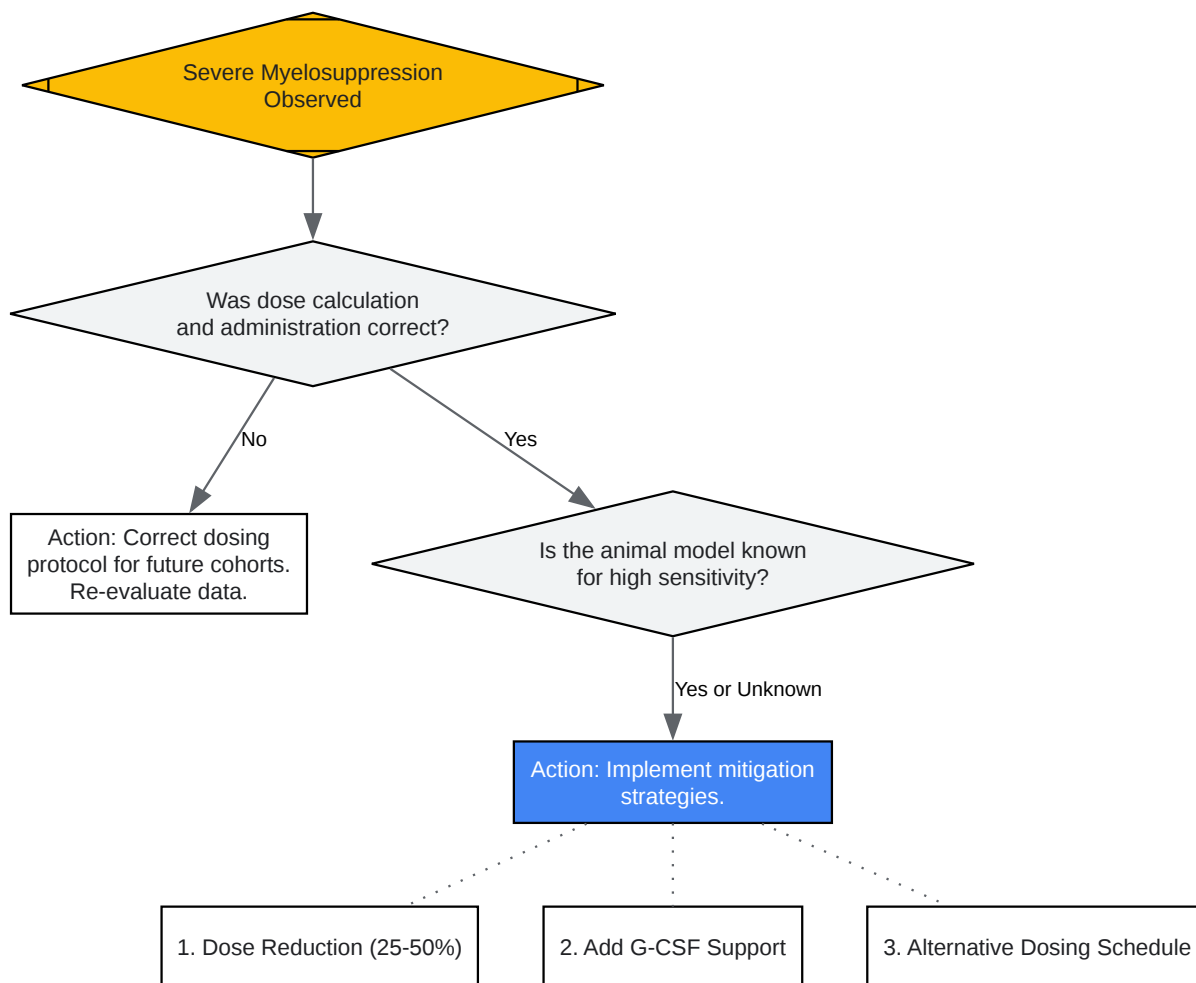 Severe Myelosuppression
Observed
Was dose calculation
and administration correct?
No
Yes
Action: Correct dosing
protocol for future cohorts.
Re-evaluate data.
Is the animal model known
for high sensitivity?
Yes or Unknown
Action: Implement mitigation
strategies.
1. Dose Reduction (25-50%)
2. Add G-CSF Support
3. Alternative Dosing Schedule